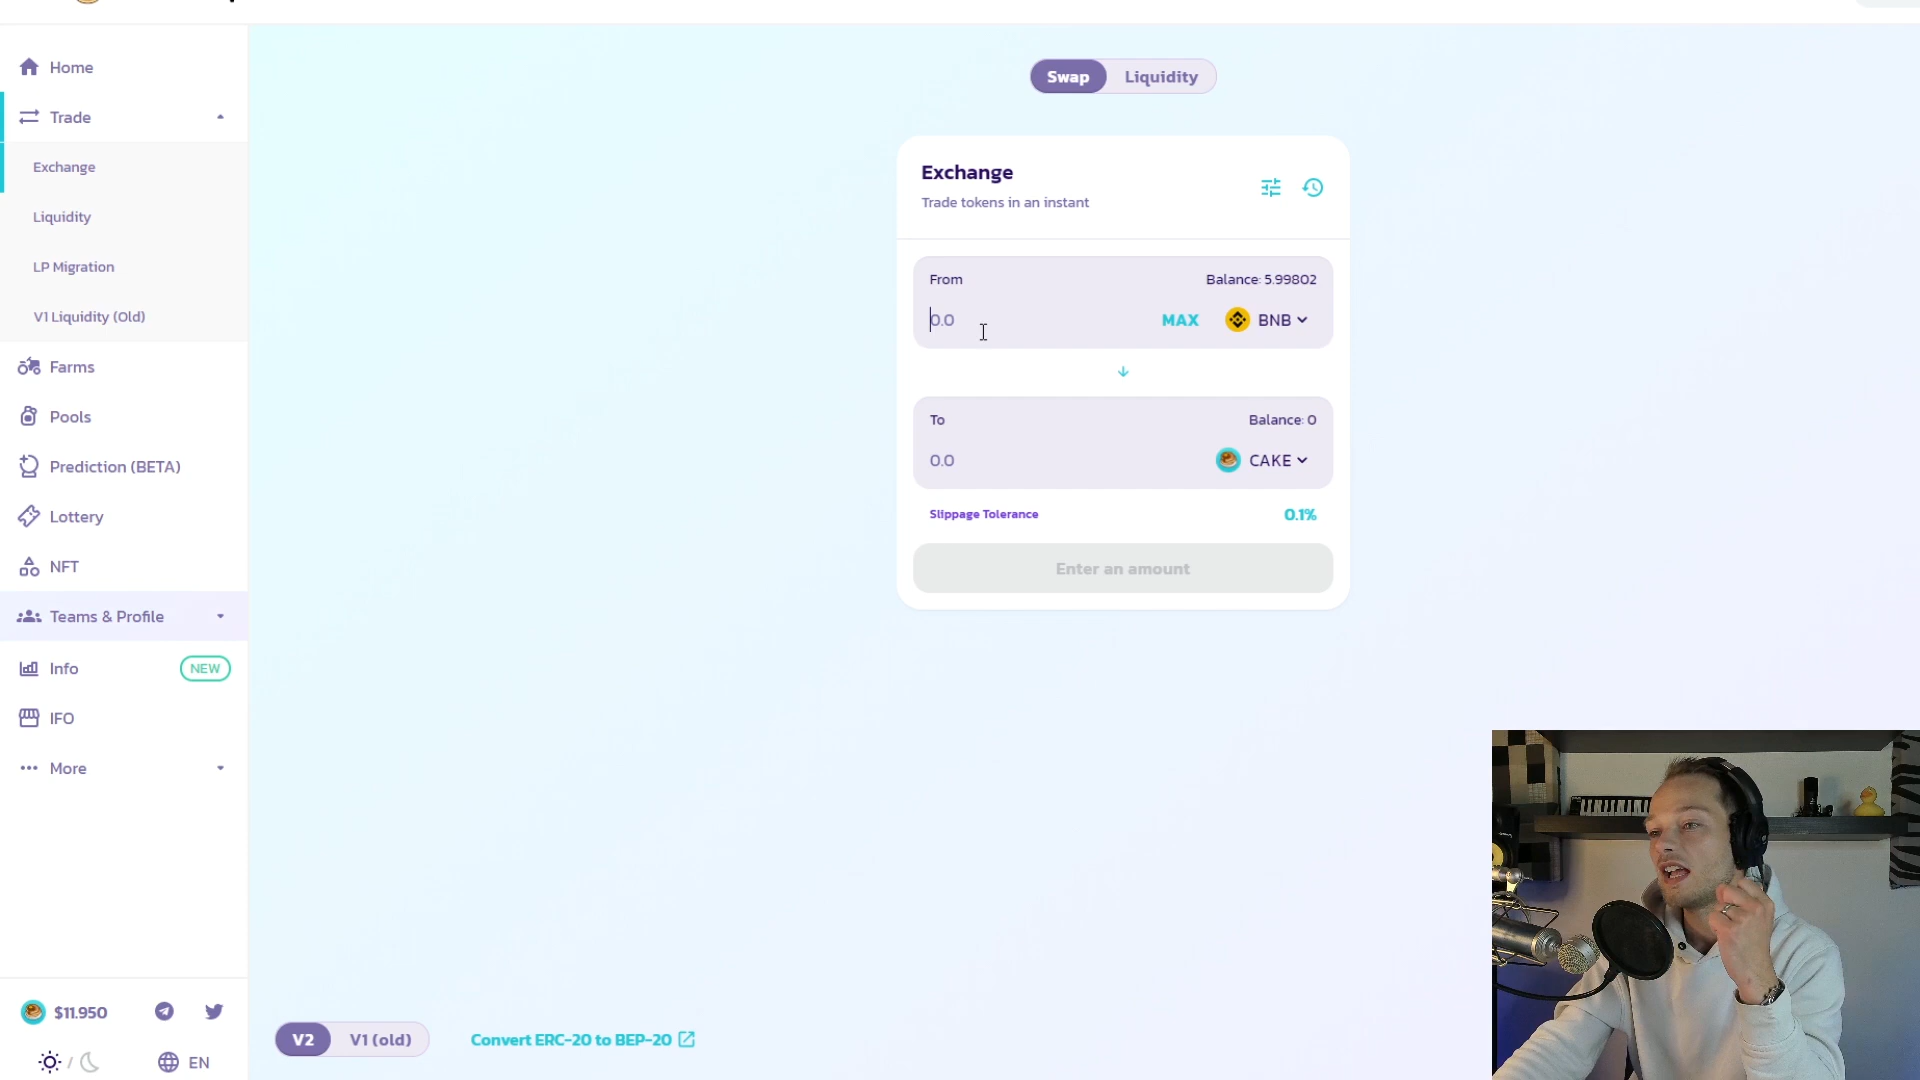 Home
Trade
Exchange
Liquidity
LP Migration
V1 Liquidity (Old)
Farms
Pools
Prediction (BETA)
Lottery
NFT
Teams & Profile
Info NEW
IFO
More
$11.950
EN
Swap Liquidity
Exchange
Trade tokens in an instant
From Balance: 5.99802
0.0 MAX BNB
To Balance: 0
0.0 CAKE
Slippage Tolerance 0.1%
Enter an amount
V2 V1 (old) Convert ERC-20 to BEP-20